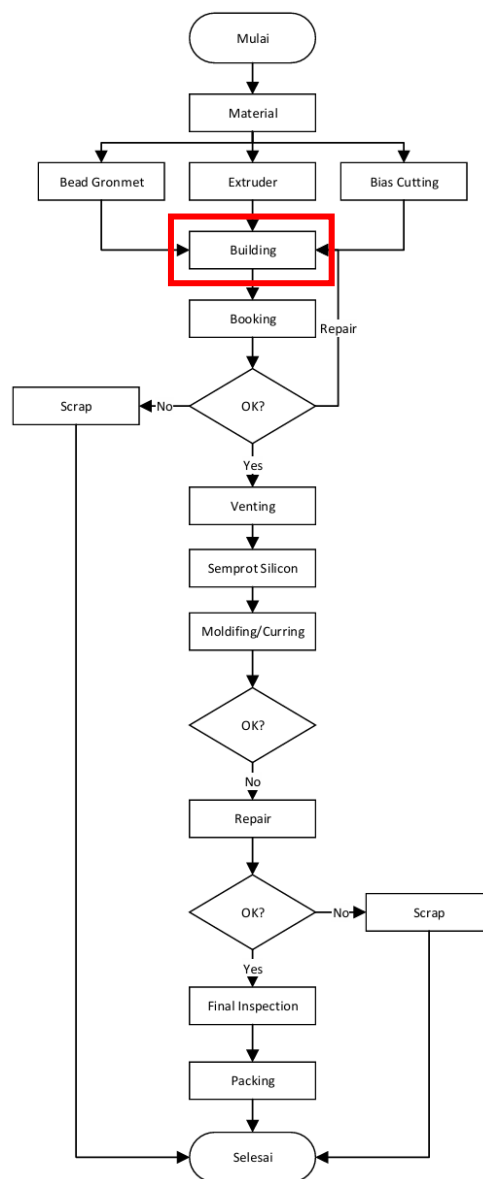 Mulai
Material
Bead Gronmet
Extruder
Bias Cutting
Building
Booking
Repair
Scrap
No
OK?
Yes
Venting
Semprot Silicon
Moldifing/Curring
OK?
No
Repair
OK?
No
Scrap
Yes
Final Inspection
Packing
Selesai